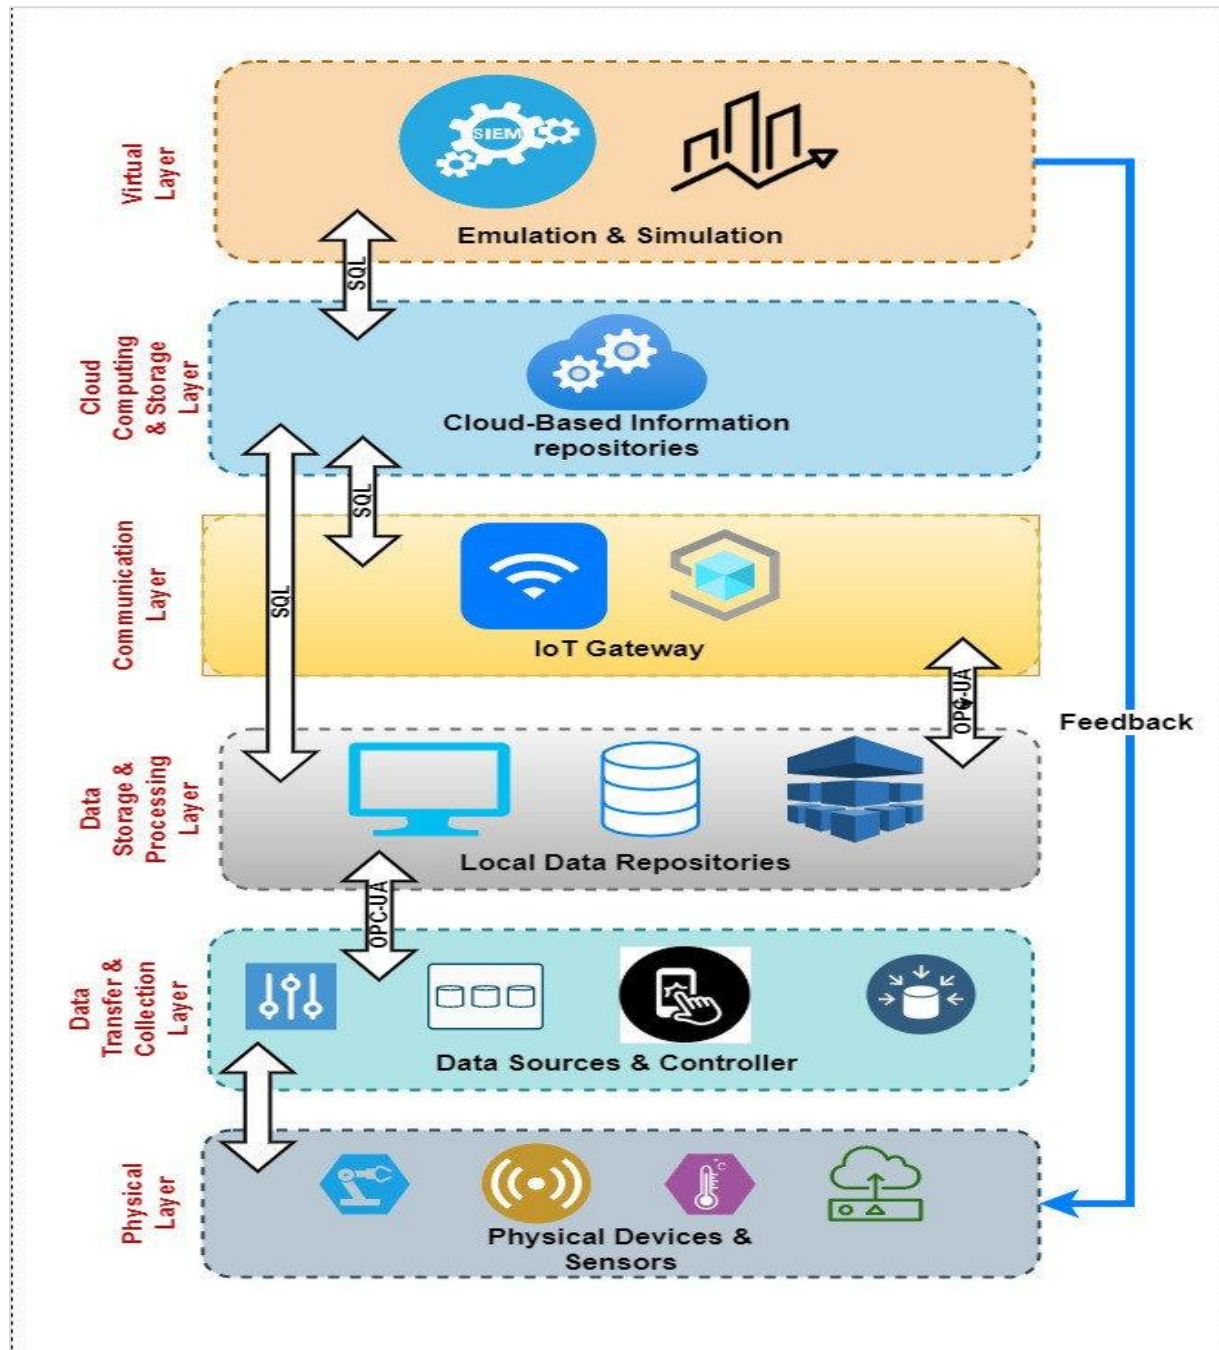 Virtual
Layer
SIEM
Emulation & Simulation
SQL
Cloud
Computing
& Storage
Layer
Cloud-Based Information
repositories
SQL
SQL
Communication
Layer
IoT Gateway
OPC-UA
Feedback
Data
Storage &
Processing
Layer
Local Data Repositories
OPC-UA
Data
Transfer &
Collection
Layer
Data Sources & Controller
Physical
Layer
°C
Physical Devices &
Sensors